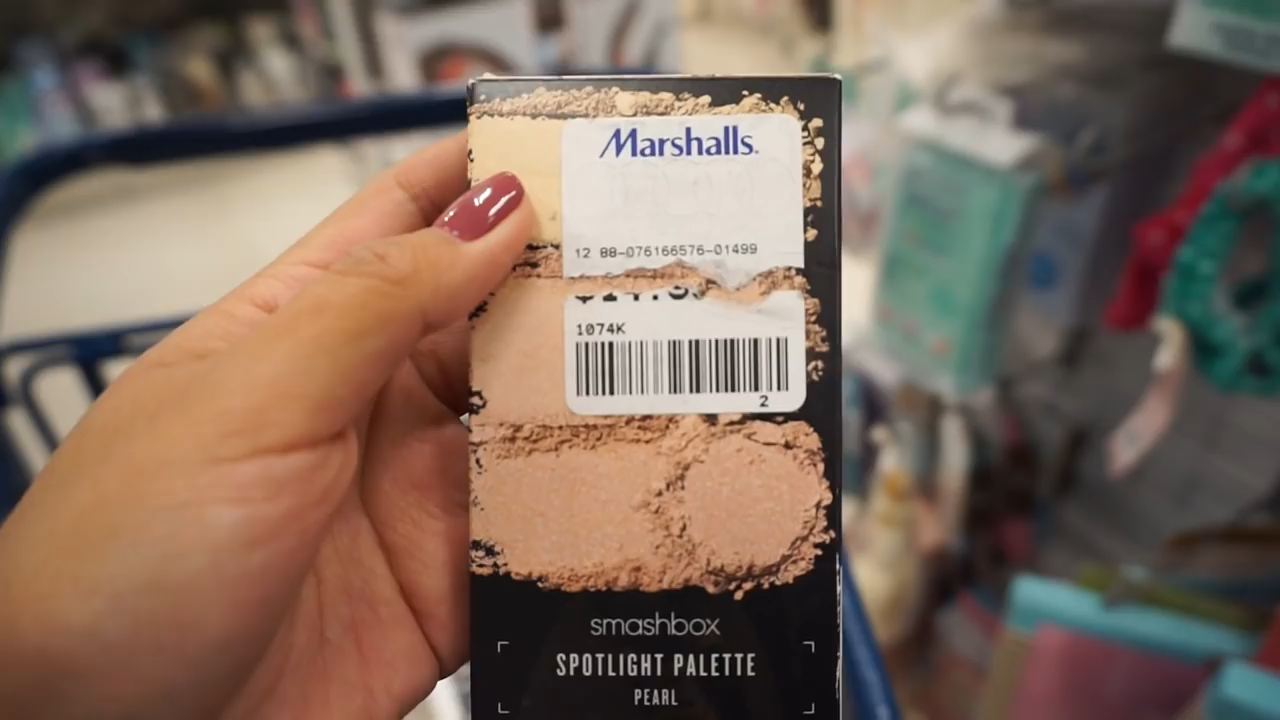 Marshalls.
12 88-076166576-01499
1074K
2
smashbox
SPOTLIGHT PALETTE
PEARL